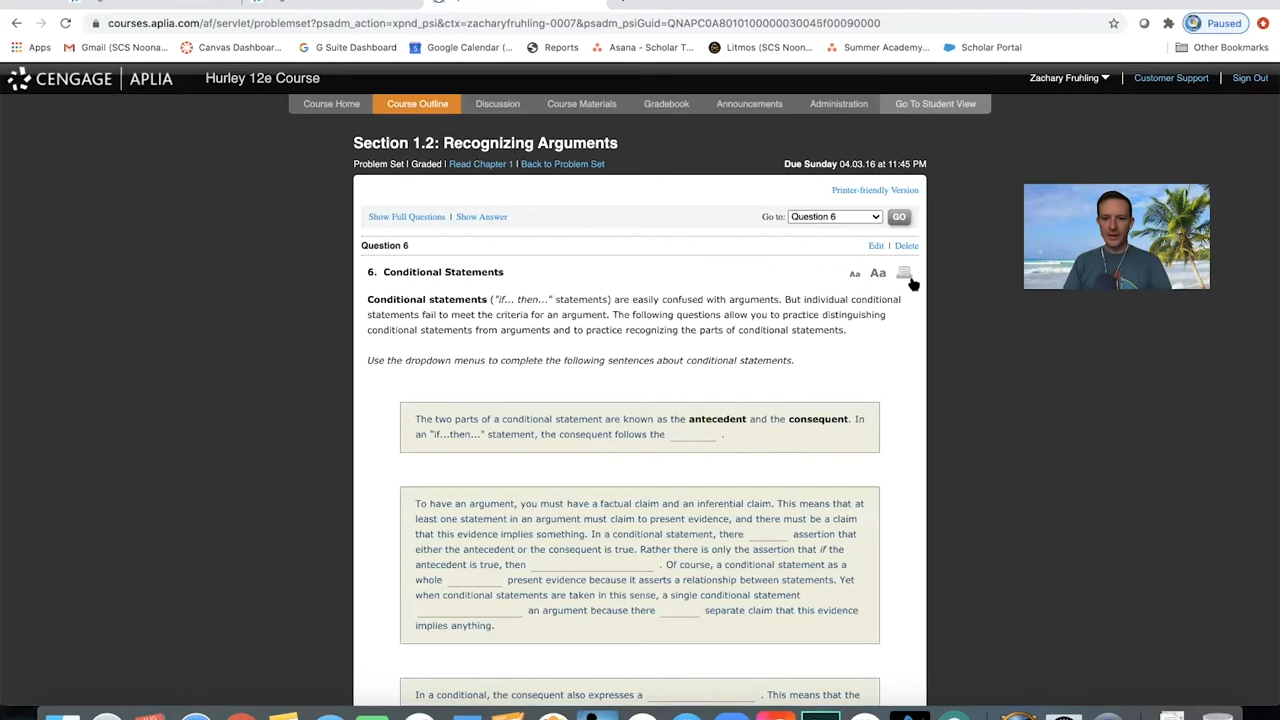 courses.aplia.com/af/servlet/problemset?psadm_action=xpnd_psi&ctx=zacharyfruhling-0007&psadm_psiGuid=QNAPC0A8010100000030045f00090000
Paused
Apps Gmail (SCS Noona... Canvas Dashboar... G Suite Dashboard Google Calendar (... Reports Asana - Scholar T... Litmos (SCS Noon... Summer Academy... Scholar Portal Other Bookmarks
CENGAGE | APLIA Hurley 12e Course Zachary Fruhling Customer Support Sign Out
Course Home Course Outline Discussion Course Materials Gradebook Announcements Administration Go To Student View
Section 1.2: Recognizing Arguments
Problem Set | Graded | Read Chapter 1 | Back to Problem Set Due Sunday 04.03.16 at 11:45 PM
Printer-friendly Version
Show Full Questions | Show Answer Go to: Question 6 GO
Question 6 Edit | Delete
6. Conditional Statements Aa Aa
Conditional statements ("if... then..." statements) are easily confused with arguments. But individual conditional
statements fail to meet the criteria for an argument. The following questions allow you to practice distinguishing
conditional statements from arguments and to practice recognizing the parts of conditional statements.
Use the dropdown menus to complete the following sentences about conditional statements.
The two parts of a conditional statement are known as the antecedent and the consequent. In
an "if...then..." statement, the consequent follows the ________ .
To have an argument, you must have a factual claim and an inferential claim. This means that at
least one statement in an argument must claim to present evidence, and there must be a claim
that this evidence implies something. In a conditional statement, there ______ assertion that
either the antecedent or the consequent is true. Rather there is only the assertion that if the
antecedent is true, then ____________________ . Of course, a conditional statement as a
whole _________ present evidence because it asserts a relationship between statements. Yet
when conditional statements are taken in this sense, a single conditional statement
_________________ an argument because there ______ separate claim that this evidence
implies anything.
In a conditional, the consequent also expresses a _________________ . This means that the